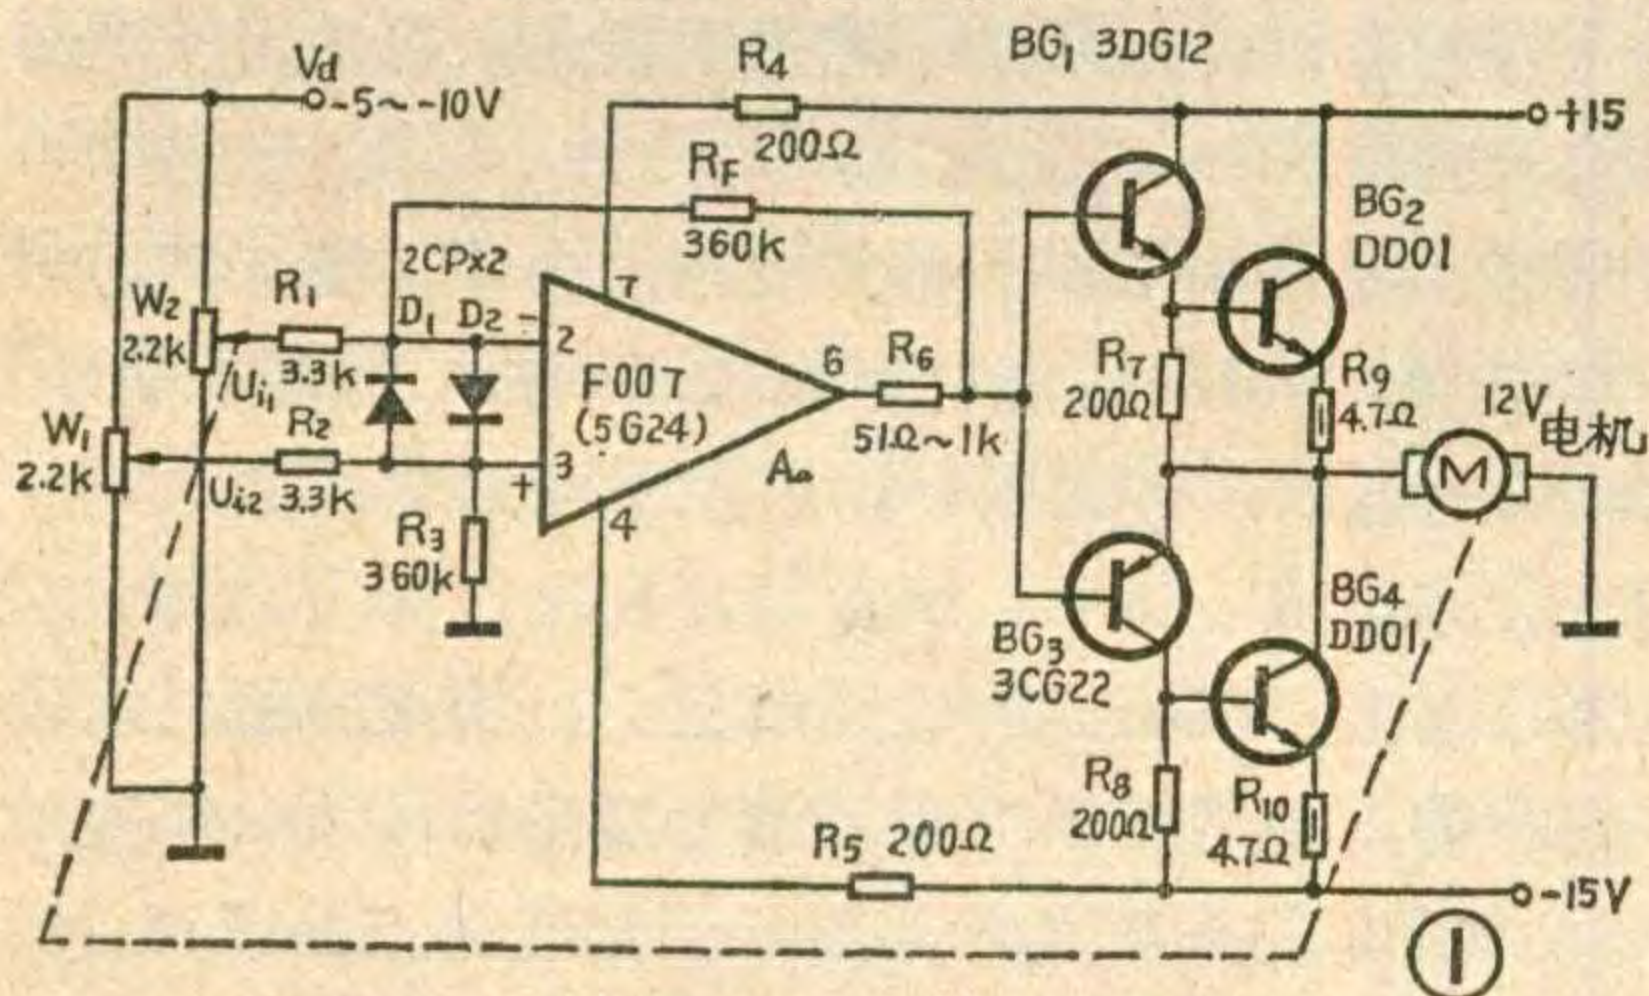 Vd
-5~-10V
R4
200Ω
BG1 3DG12
+15
RF
360k
BG2
DD01
2CP×2
W2
2.2k
R1
3.3k
D1 D2
-
2
7
Ui1
F007
(5G24)
6
R6
51Ω~1k
R7
200Ω
R9
4.7Ω
12V
电机
M
W1
2.2k
R2
Ui2 3.3k
+
3
4
R3
360k
BG3
3CG22
BG4
DD01
R8
200Ω
R10
4.7Ω
R5 200Ω
-15V
1